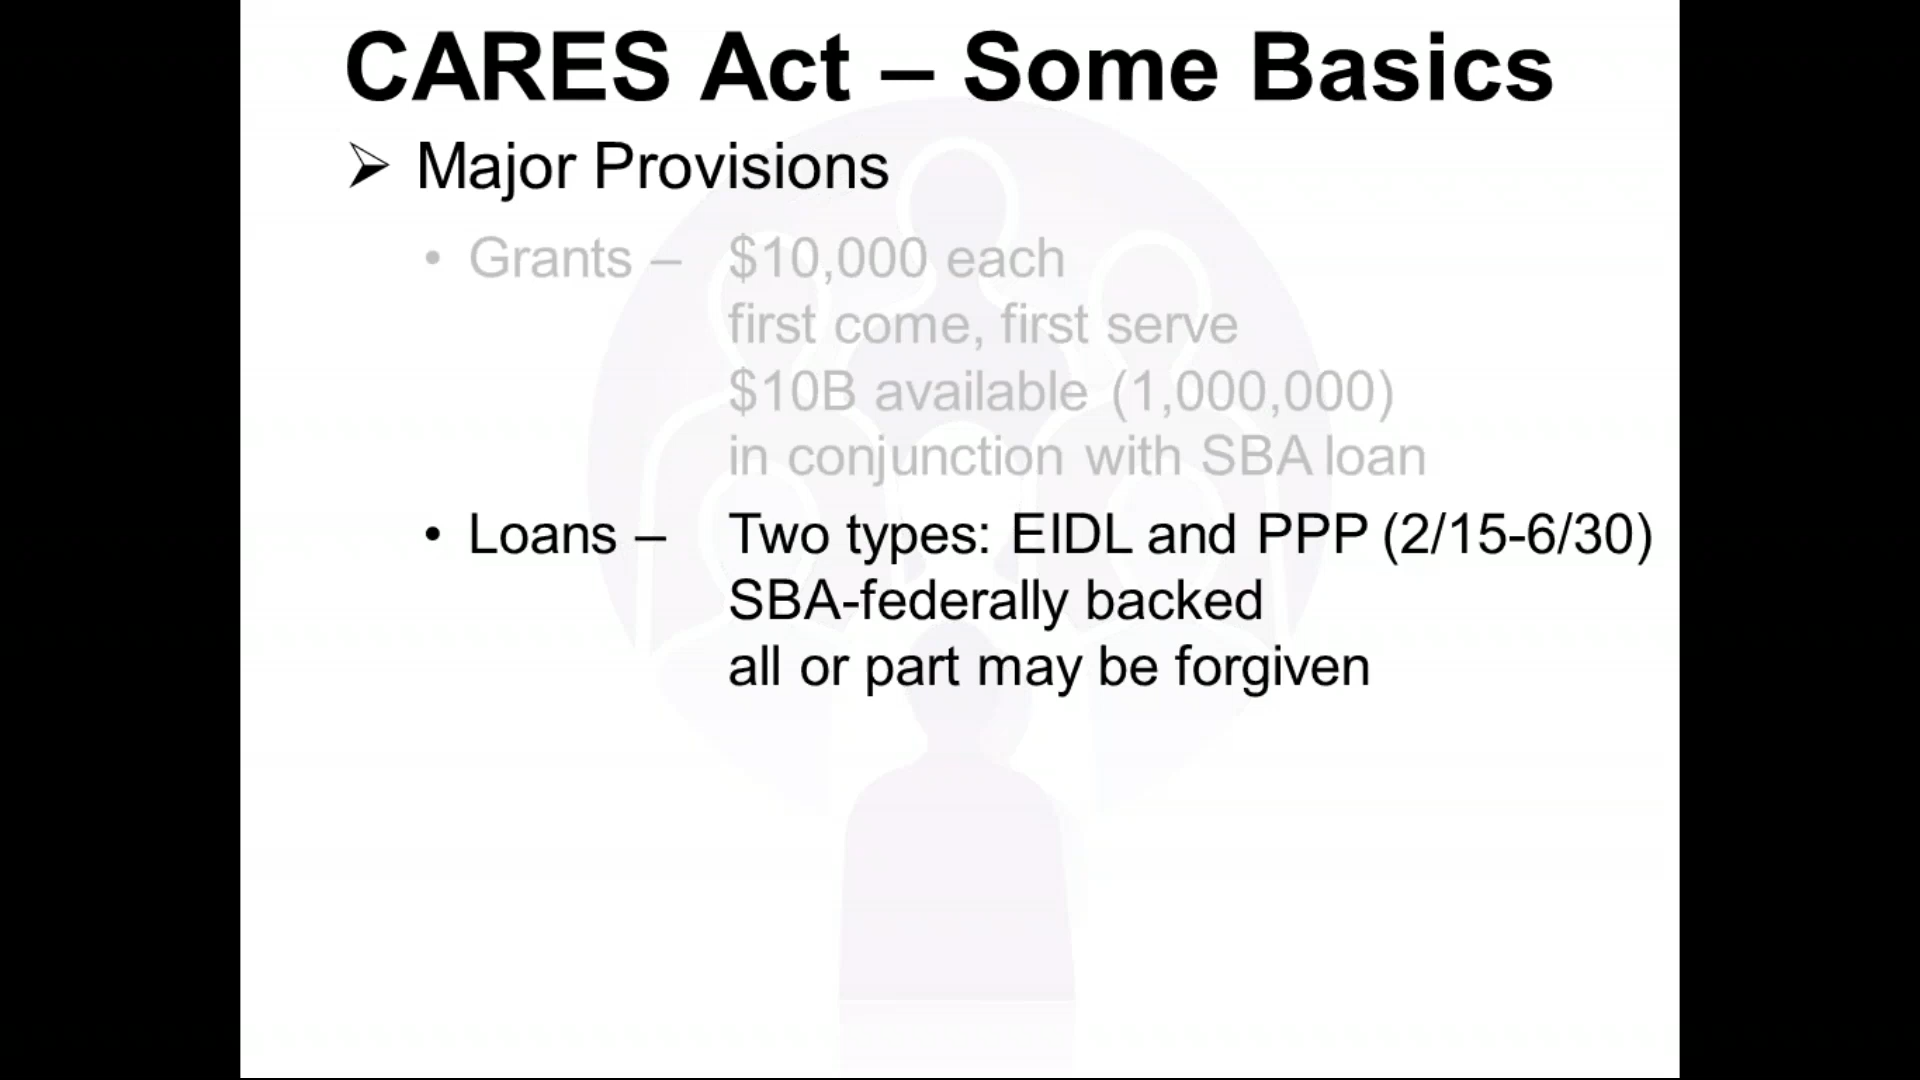 CARES Act – Some Basics
➢ Major Provisions
• Grants – $10,000 each
first come, first serve
$10B available (1,000,000)
in conjunction with SBA loan
• Loans – Two types: EIDL and PPP (2/15-6/30)
SBA-federally backed
all or part may be forgiven